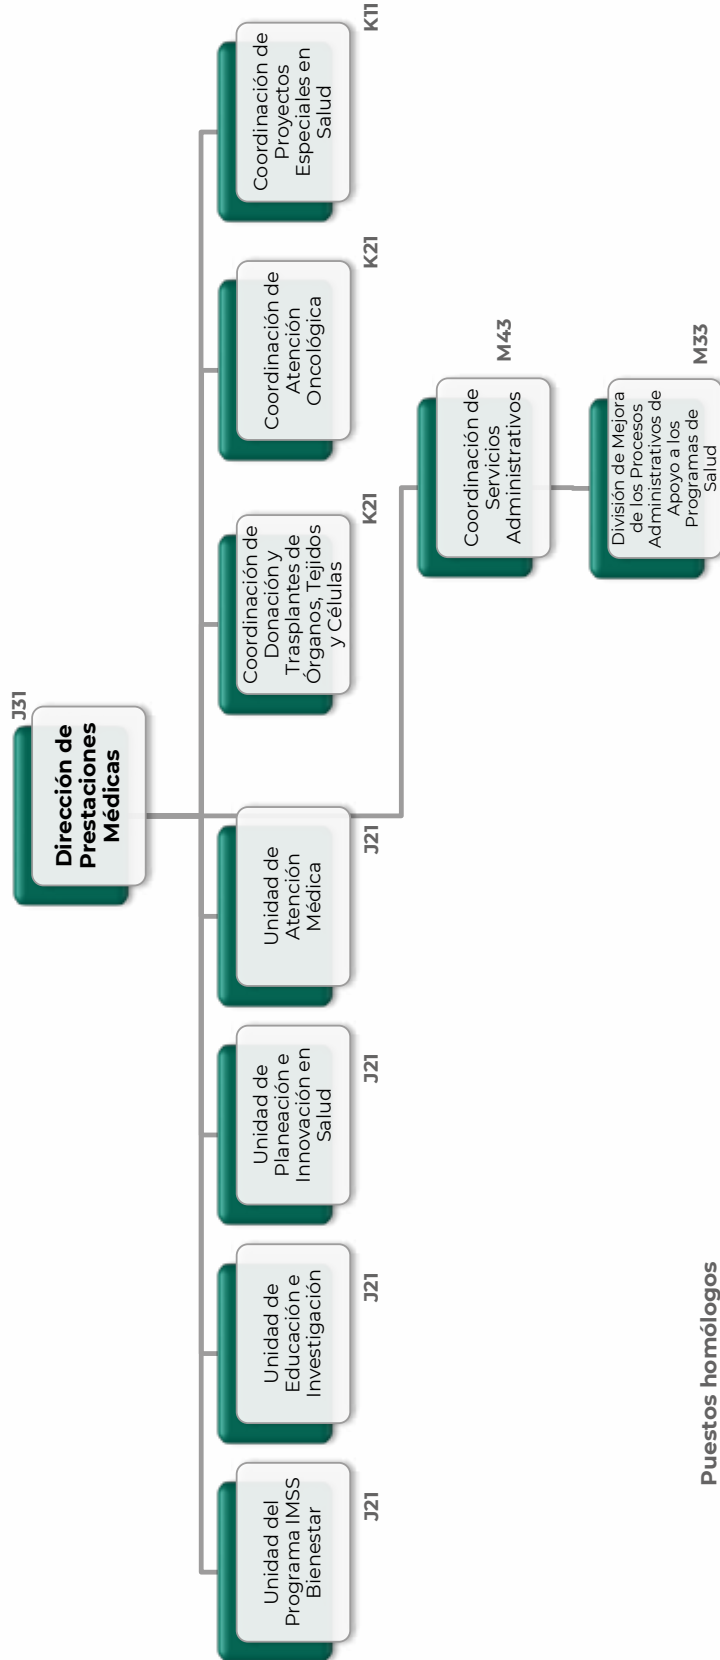 J31
Dirección de
Prestaciones
Médicas
Unidad del
Programa IMSS
Bienestar
J21
Unidad de
Educación e
Investigación
J21
Unidad de
Planeación e
Innovación en
Salud
J21
Unidad de
Atención
Médica
J21
Coordinación de
Donación y
Trasplantes de
Órganos, Tejidos
y Células
K21
Coordinación de
Atención
Oncológica
K21
Coordinación de
Proyectos
Especiales en
Salud
K11
Coordinación de
Servicios
Administrativos
M43
División de Mejora
de los Procesos
Administrativos de
Apoyo a los
Programas de
Salud
M33
Puestos homólogos